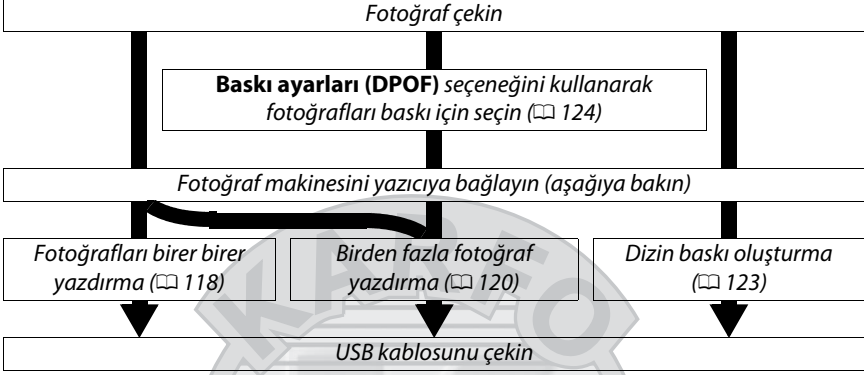 Fotoğraf çekin
Baskı ayarları (DPOF) seçeneğini kullanarak
fotoğrafları baskı için seçin (🕮 124)
Fotoğraf makinesini yazıcıya bağlayın (aşağıya bakın)
Fotoğrafları birer birer
yazdırma (🕮 118)
Birden fazla fotoğraf
yazdırma (🕮 120)
Dizin baskı oluşturma
(🕮 123)
USB kablosunu çekin
KARFO